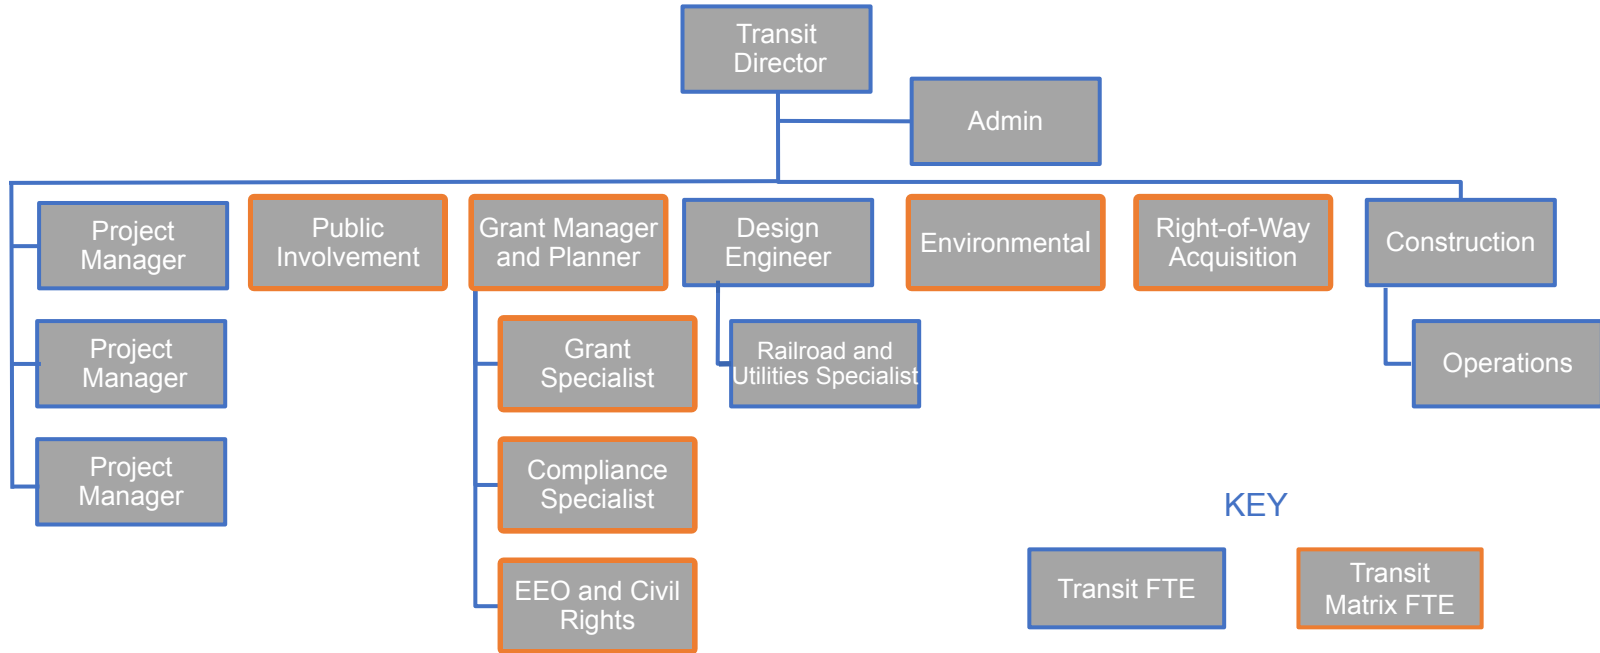 Transit
Director
Admin
Project
Manager
Public
Involvement
Grant Manager
and Planner
Design
Engineer
Environmental
Right-of-Way
Acquisition
Construction
Project
Manager
Grant
Specialist
Railroad and
Utilities Specialist
Operations
Project
Manager
Compliance
Specialist
EEO and Civil
Rights
KEY
Transit FTE
Transit
Matrix FTE